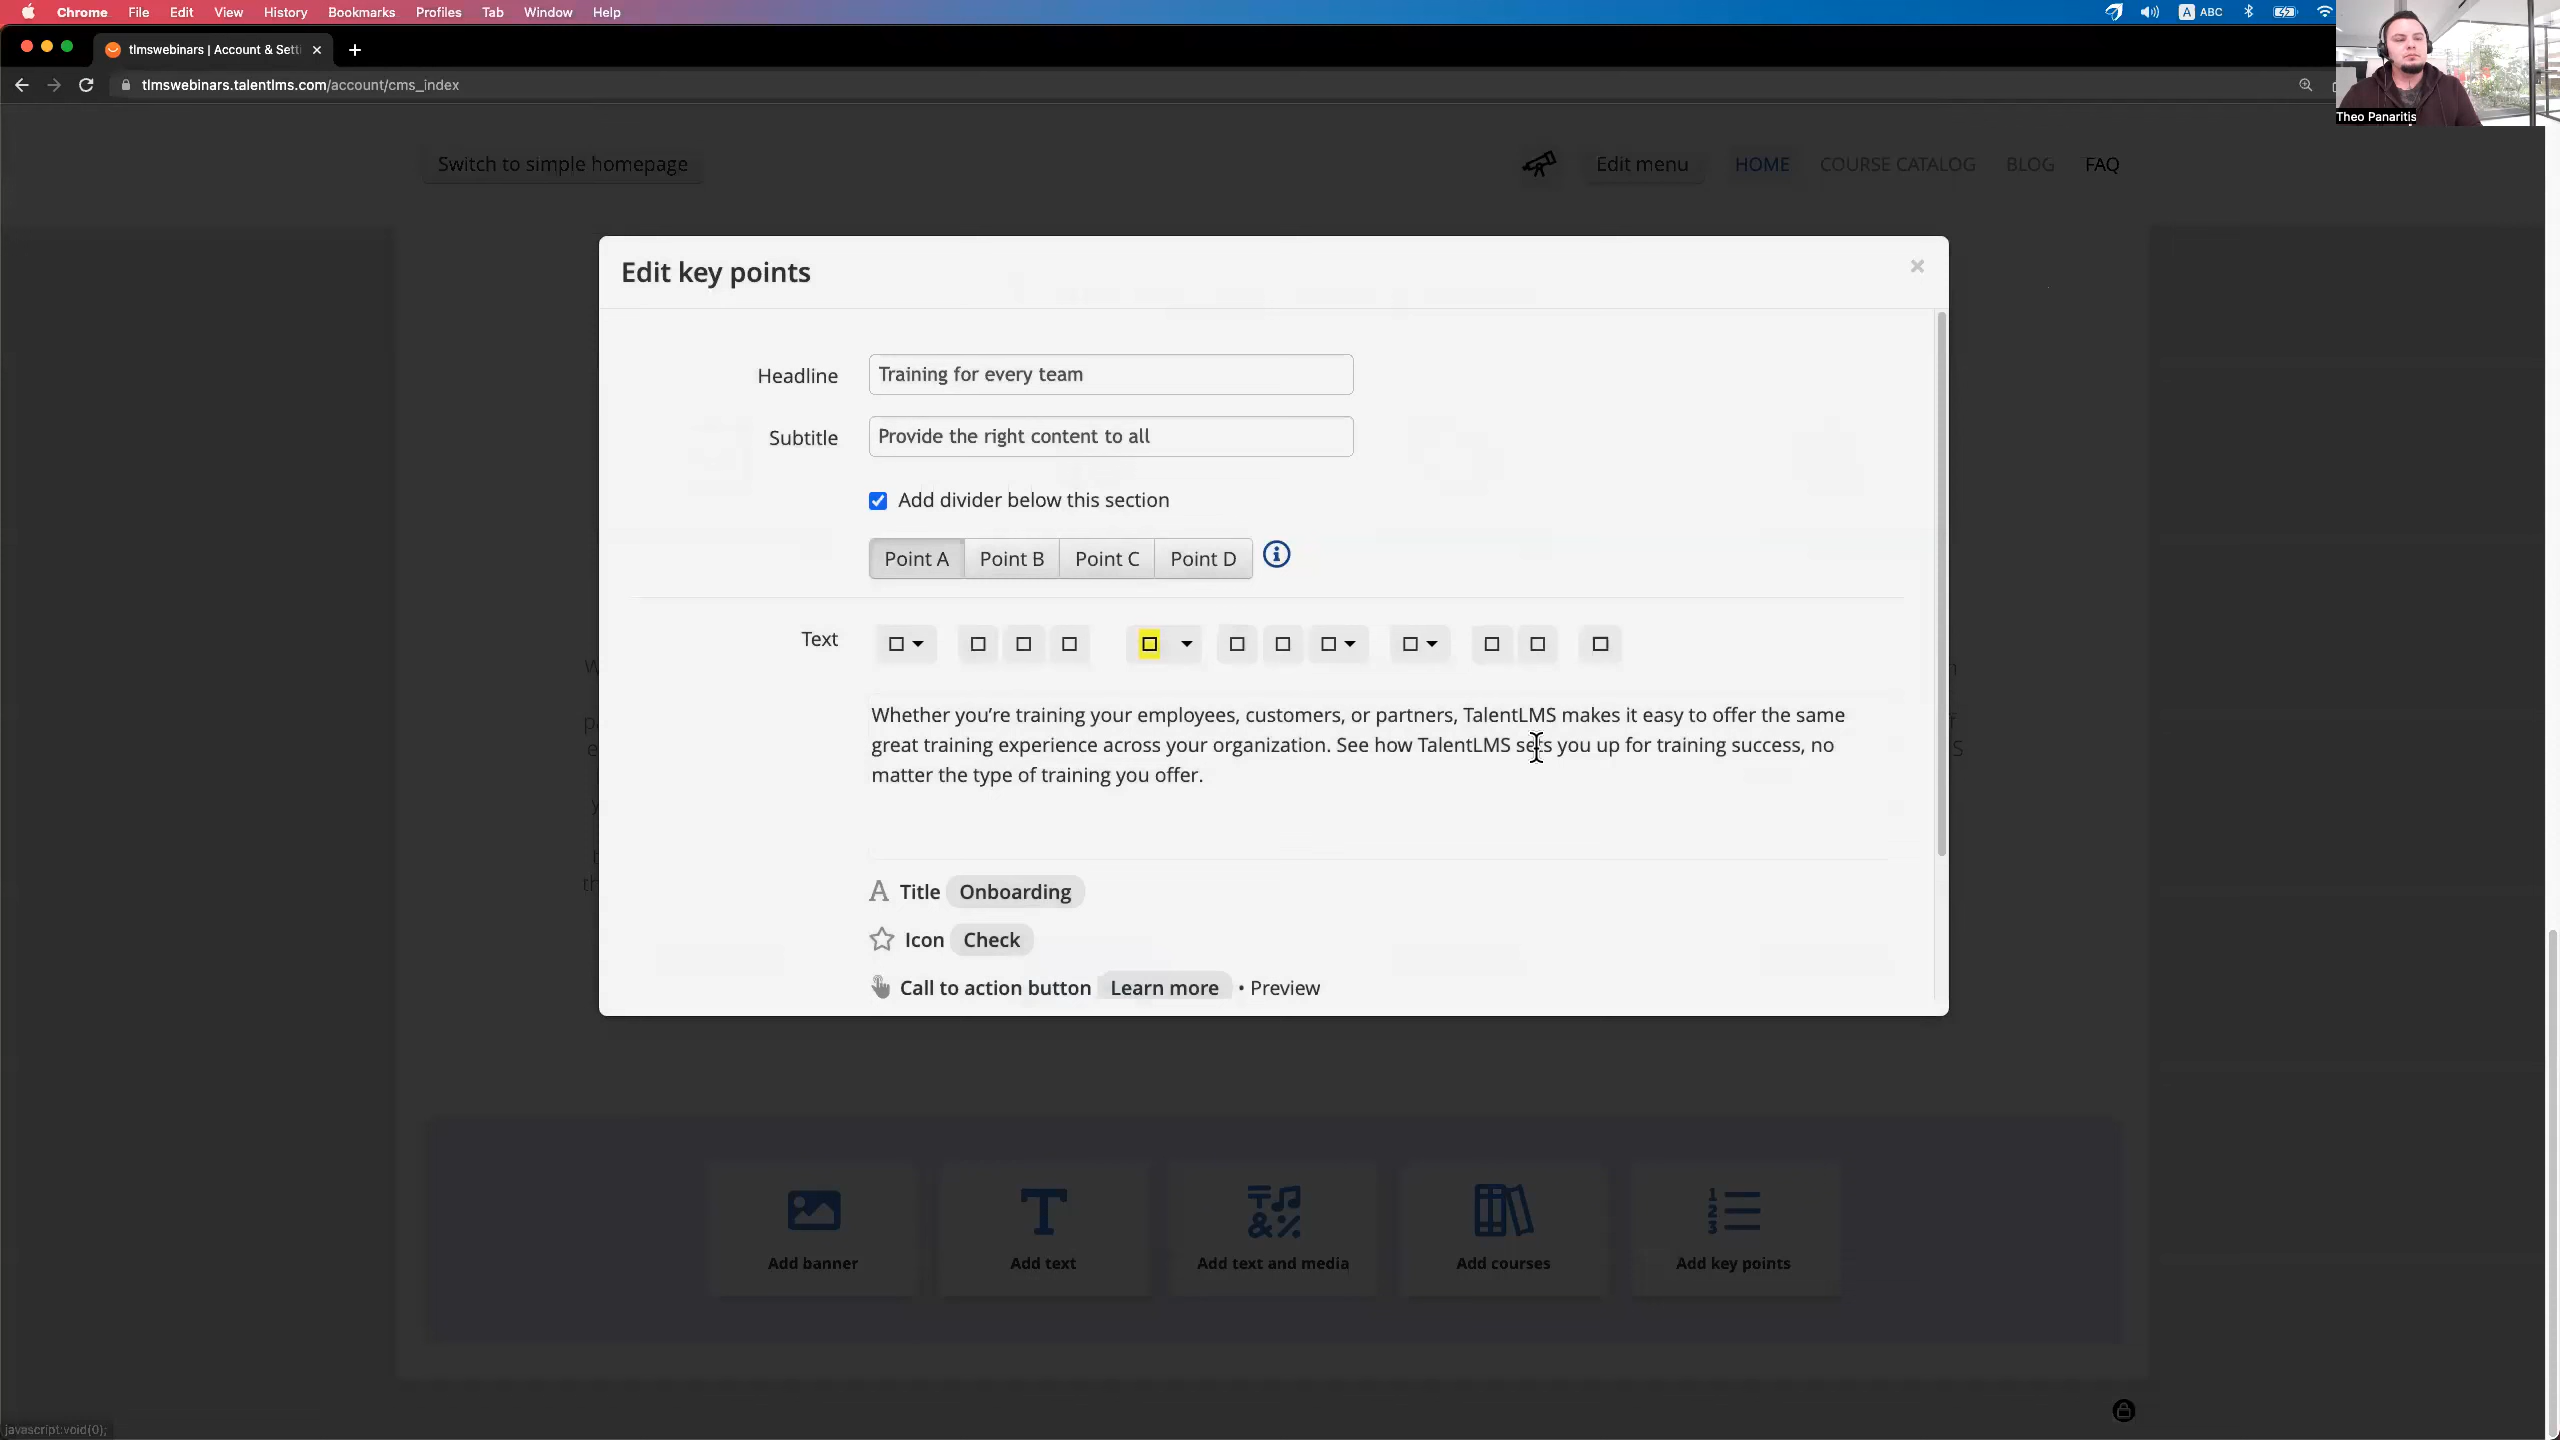 Chrome File Edit View History Bookmarks Profiles Tab Window Help
A ABC
tlmswebinars | Account & Setti
tlmswebinars.talentlms.com/account/cms_index
Theo Panaritis
Switch to simple homepage
Edit menu HOME COURSE CATALOG BLOG FAQ
Edit key points
Headline Training for every team
Subtitle Provide the right content to all
Add divider below this section
Point A Point B Point C Point D
Text
Whether you’re training your employees, customers, or partners, TalentLMS makes it easy to offer the same
great training experience across your organization. See how TalentLMS sets you up for training success, no
matter the type of training you offer.
Title Onboarding
Icon Check
Call to action button Learn more • Preview
Add banner Add text Add text and media Add courses Add key points
javascript:void(0);